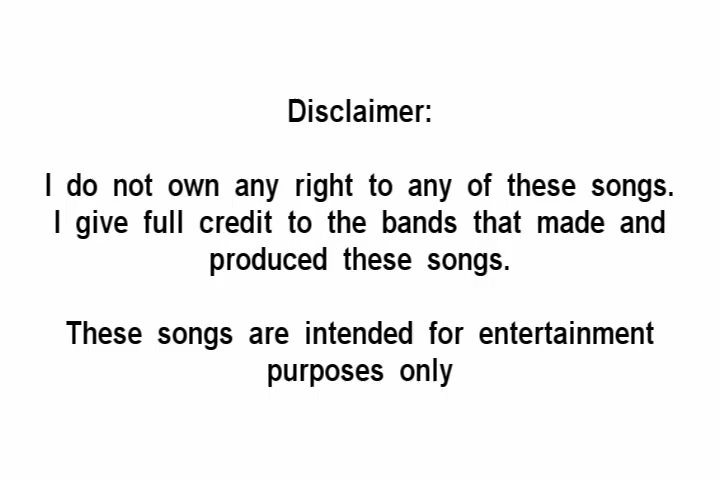 Disclaimer:
I do not own any right to any of these songs.
I give full credit to the bands that made and
produced these songs.
These songs are intended for entertainment
purposes only